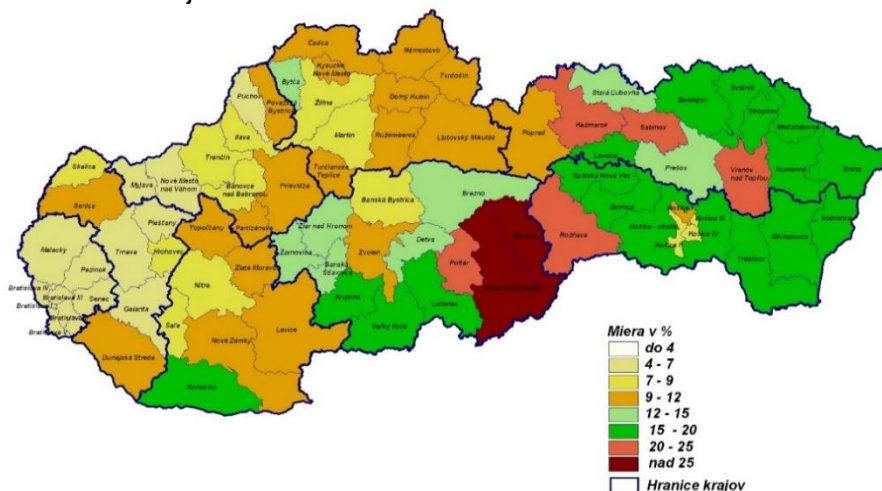 Čadca
Námestovo
Kysucké
Nové Mesto
Tvrdošín
Bytča
Stará Ľubovňa
Svidník
Púchov
Považská
Bystrica
Žilina
Dolný Kubín
Bardejov
Stropkov
Medzilaborce
Kežmarok
Sabinov
Ilava
Martin
Ružomberok
Liptovský Mikuláš
Poprad
Levoča
Prešov
Vranov
nad Topľou
Humenné
Snina
Skalica
Trenčín
Turčianske
Teplice
Myjava
Nové Mesto
nad Váhom
Bánovce
nad Bebravou
Prievidza
Banská Bystrica
Brezno
Spišská Nová Ves
Gelnica
Senica
Piešťany
Topoľčany
Partizánske
Žiar nad Hronom
Žarnovica
Banská
Štiavnica
Zvolen
Detva
Rožňava
Košice - okolie
Košice III
Košice IV
Michalovce
Sobrance
Trebišov
Malacky
Trnava
Hlohovec
Zlaté Moravce
Poltár
Pezinok
Nitra
Krupina
Lučenec
Bratislava IV
Bratislava III
Senec
Galanta
Šaľa
Levice
Veľký Krtíš
Nové Zámky
Dunajská Streda
Komárno
Miera v %
do 4
4 - 7
7 - 9
9 - 12
12 - 15
15 - 20
20 - 25
nad 25
Hranice krajov